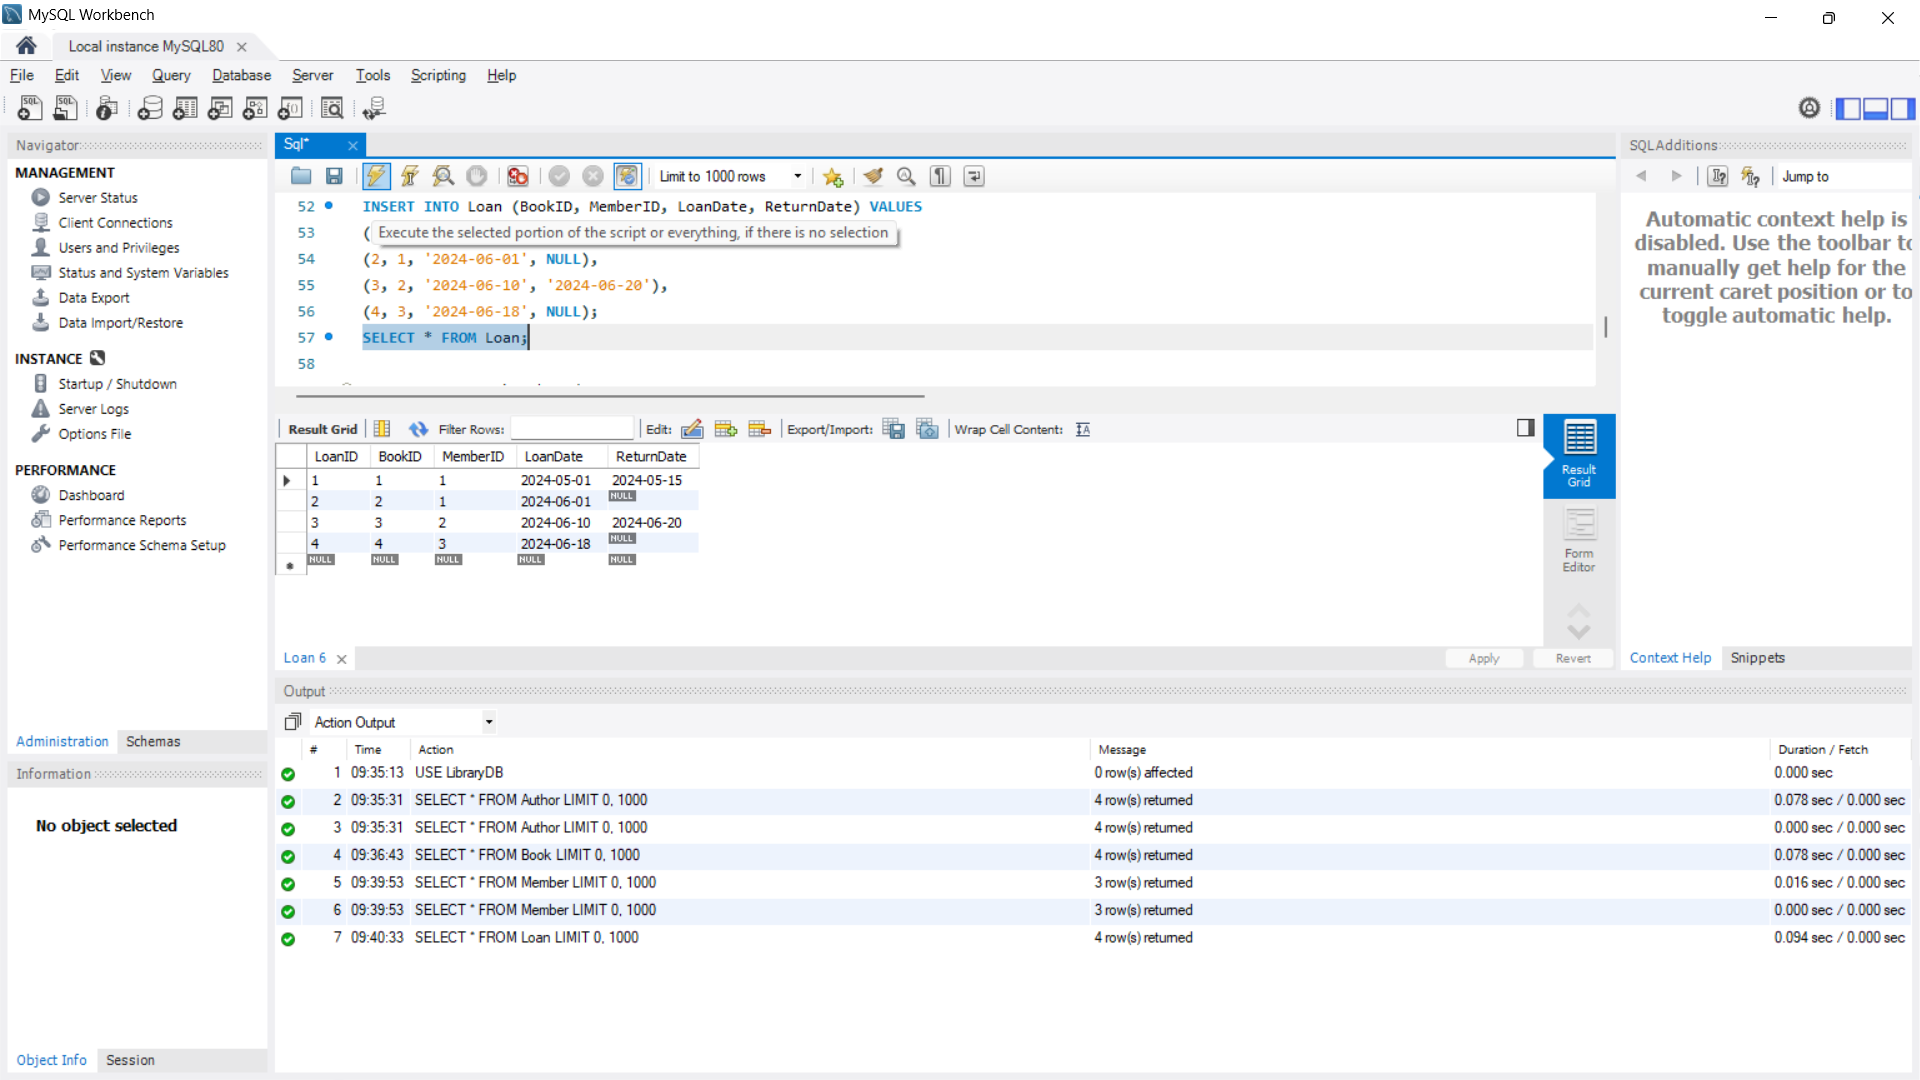 MySQL Workbench
Local instance MySQL80
File Edit View Query Database Server Tools Scripting Help
Navigator
MANAGEMENT
Server Status
Client Connections
Users and Privileges
Status and System Variables
Data Export
Data Import/Restore
INSTANCE
Startup / Shutdown
Server Logs
Options File
PERFORMANCE
Dashboard
Performance Reports
Performance Schema Setup
Administration Schemas
Information
No object selected
Object Info Session
Sql*
Limit to 1000 rows
52 INSERT INTO Loan (BookID, MemberID, LoanDate, ReturnDate) VALUES
53 (
Execute the selected portion of the script or everything, if there is no selection
54 (2, 1, '2024-06-01', NULL),
55 (3, 2, '2024-06-10', '2024-06-20'),
56 (4, 3, '2024-06-18', NULL);
57 SELECT * FROM Loan;
58
Result Grid Filter Rows: Edit: Export/Import: Wrap Cell Content:
LoanID BookID MemberID LoanDate ReturnDate
1 1 1 2024-05-01 2024-05-15
2 2 1 2024-06-01 NULL
3 3 2 2024-06-10 2024-06-20
4 4 3 2024-06-18 NULL
NULL NULL NULL NULL NULL
Result
Grid
Form
Editor
Loan 6
Apply Revert
SQLAdditions
Jump to
Automatic context help is
disabled. Use the toolbar to
manually get help for the
current caret position or to
toggle automatic help.
Context Help Snippets
Output
Action Output
# Time Action Message Duration / Fetch
1 09:35:13 USE LibraryDB 0 row(s) affected 0.000 sec
2 09:35:31 SELECT * FROM Author LIMIT 0, 1000 4 row(s) returned 0.078 sec / 0.000 sec
3 09:35:31 SELECT * FROM Author LIMIT 0, 1000 4 row(s) returned 0.000 sec / 0.000 sec
4 09:36:43 SELECT * FROM Book LIMIT 0, 1000 4 row(s) returned 0.078 sec / 0.000 sec
5 09:39:53 SELECT * FROM Member LIMIT 0, 1000 3 row(s) returned 0.016 sec / 0.000 sec
6 09:39:53 SELECT * FROM Member LIMIT 0, 1000 3 row(s) returned 0.000 sec / 0.000 sec
7 09:40:33 SELECT * FROM Loan LIMIT 0, 1000 4 row(s) returned 0.094 sec / 0.000 sec